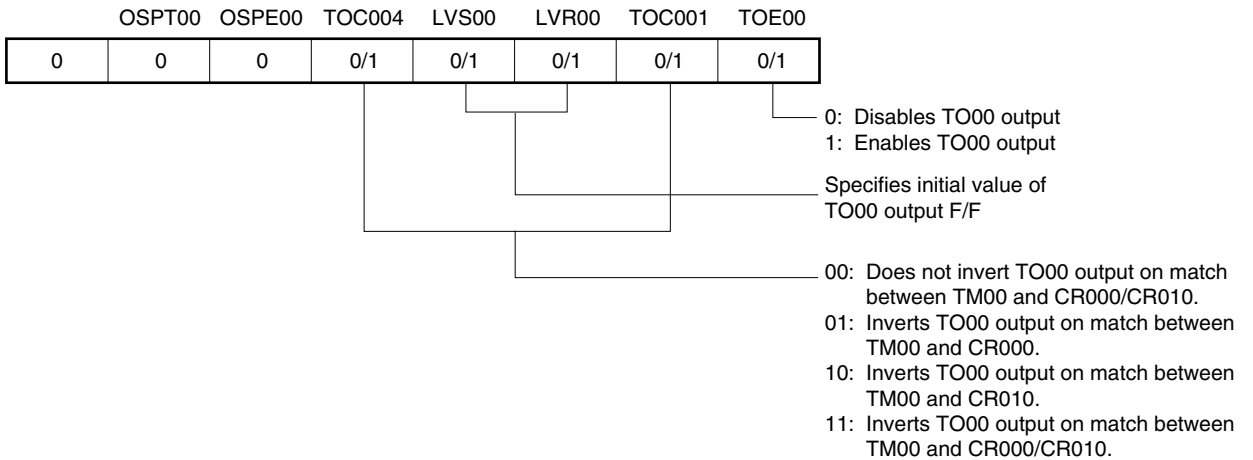 OSPT00 OSPE00 TOC004 LVS00 LVR00 TOC001 TOE00
0 0 0 0/1 0/1 0/1 0/1 0/1
0: Disables TO00 output
1: Enables TO00 output
Specifies initial value of
TO00 output F/F
00: Does not invert TO00 output on match
between TM00 and CR000/CR010.
01: Inverts TO00 output on match between
TM00 and CR000.
10: Inverts TO00 output on match between
TM00 and CR010.
11: Inverts TO00 output on match between
TM00 and CR000/CR010.